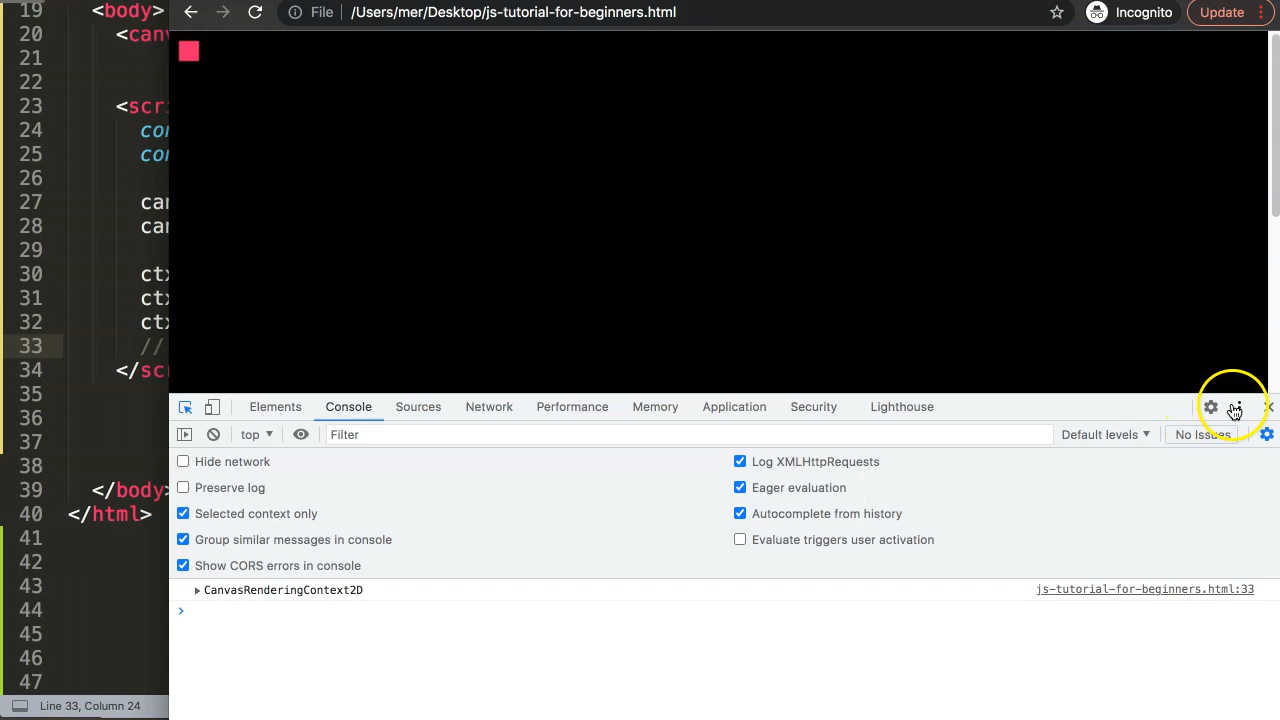 File /Users/mer/Desktop/js-tutorial-for-beginners.html Incognito Update
19 <body>
20 <canv
21
22
23 <scri
24 con
25 con
26
27 can
28 can
29
30 ctx
31 ctx
32 ctx
33 //
34 </scr
35
36
37
38
39 </body>
40 </html>
41
42
43
44
45
46
47
Line 33, Column 24
Elements Console Sources Network Performance Memory Application Security Lighthouse
top Filter Default levels No Issues
Hide network
Log XMLHttpRequests
Preserve log
Eager evaluation
Selected context only
Autocomplete from history
Group similar messages in console
Evaluate triggers user activation
Show CORS errors in console
CanvasRenderingContext2D js-tutorial-for-beginners.html:33